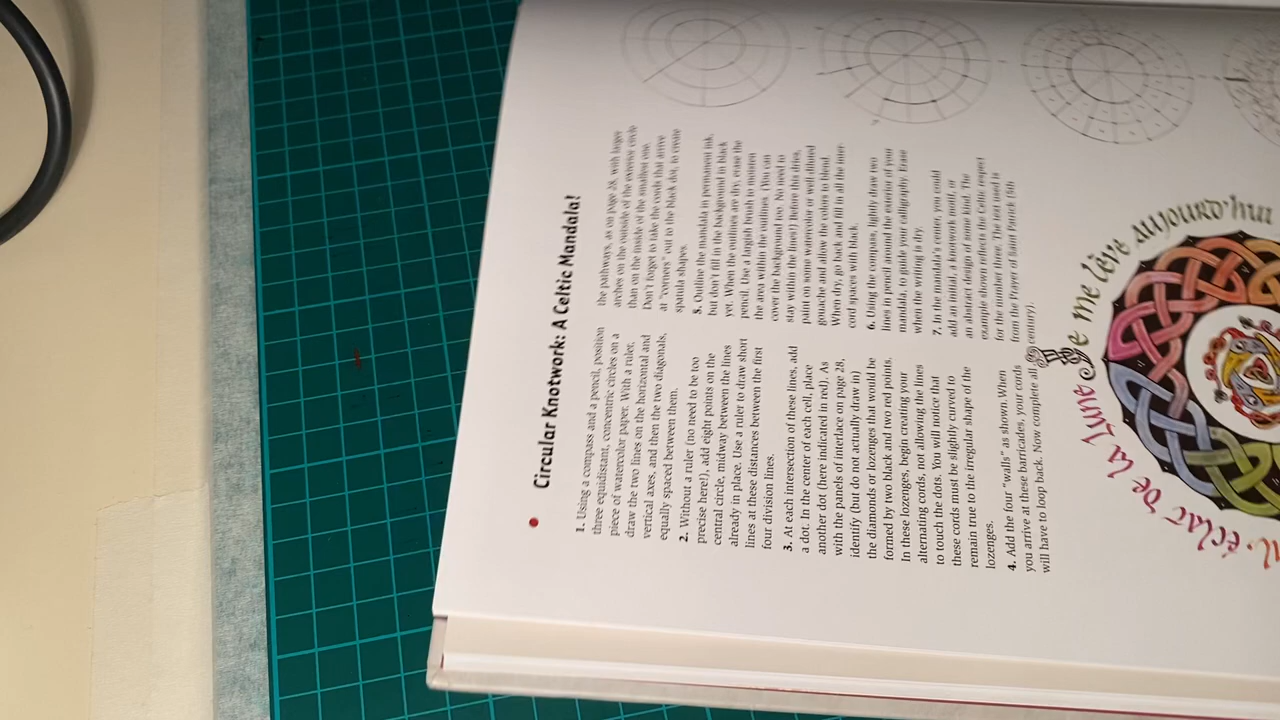 Circular Knotwork: A Celtic Mandala!
1. Using a compass and a pencil, position
three equidistant, concentric circles on a
piece of watercolor paper. With a ruler,
draw the two lines on the horizontal and
vertical axes, and then the two diagonals,
equally spaced between them.
2. Without a ruler (no need to be too
precise here!), add eight points on the
central circle, midway between the lines
already in place. Use a ruler to draw short
lines at these distances between the first
four division lines.
3. At each intersection of these lines, add
a dot. In the center of each cell, place
another dot (here indicated in red). As
with the panels of interlace on page 28,
identify (but do not actually draw in)
the diamonds or lozenges that would be
formed by two black and two red points.
In these lozenges, begin creating your
alternating cords, not allowing the lines
to touch the dots. You will notice that
these cords must be slightly curved to
remain true to the irregular shape of the
lozenges.
4. Add the four "walls" as shown. When
you arrive at these barricades, your cords
will have to loop back. Now complete all
the pathways, as on page 28, with larger
arches on the outside of the exterior circle
than on the inside of the smallest one.
Don't forget to take the cords that arrive
at "corners" out to the black dot, to create
spatula shapes.
5. Outline the mandala in permanent ink,
but don't fill in the background in black
yet. When the outlines are dry, erase the
pencil. Use a largish brush to moisten
the area within the outlines. (You can
cover the background too. No need to
stay within the lines!) Before this dries,
paint on some watercolor or well-diluted
gouache and allow the colors to blend.
When dry, go back and fill in all the inter-
cord spaces with black.
6. Using the compass, lightly draw two
lines in pencil around the exterior of your
mandala, to guide your calligraphy. Erase
when the writing is dry.
7. In the mandala's center, you could
add an initial, a knotwork motif, or
an abstract design of some kind. The
example shown reflects the Celtic respect
for the number three. The text used is
from the Prayer of Saint Patrick (5th
century).
Je me lève aujourd'hui
éclat de la lune